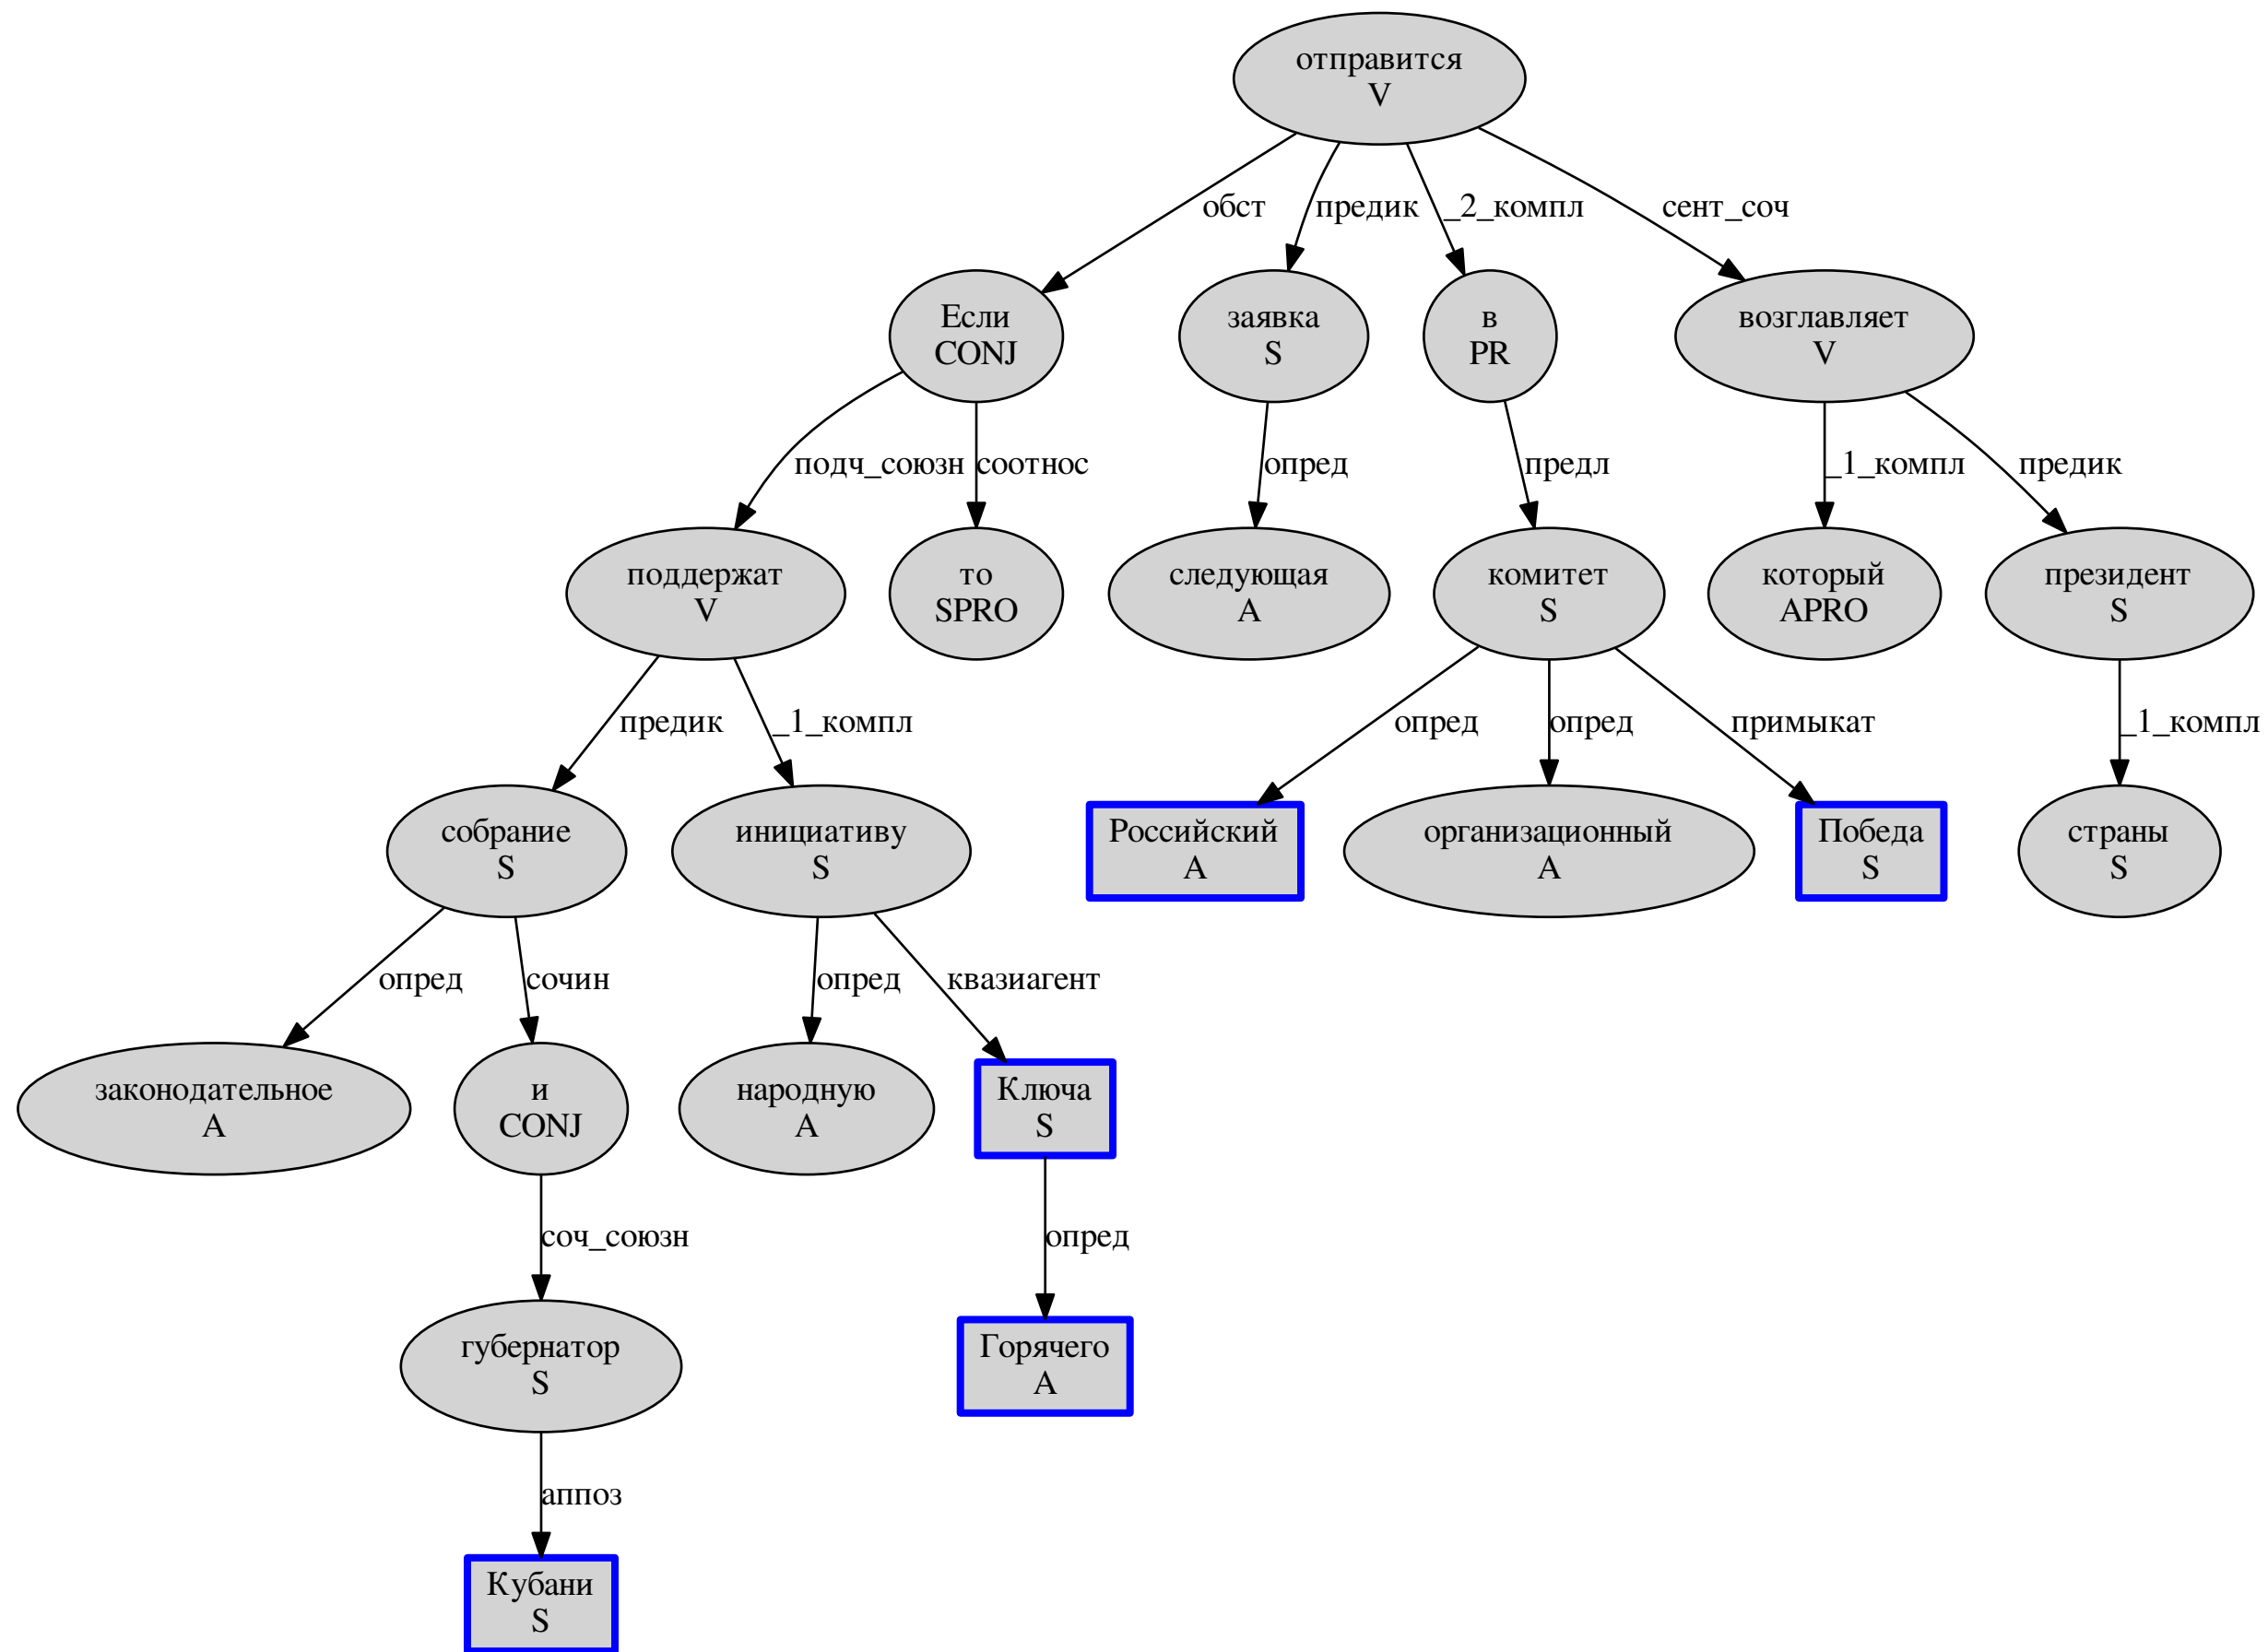 отправится
V
обст
предик
_2_компл
сент_соч
Если
CONJ
заявка
S
в
PR
возглавляет
V
подч_союзн
соотнос
опред
предл
_1_компл
предик
поддержат
V
то
SPRO
следующая
A
комитет
S
который
APRO
президент
S
предик
_1_компл
опред
опред
примыкат
_1_компл
собрание
S
инициативу
S
Российский
A
организационный
A
Победа
S
страны
S
опред
сочин
опред
квазиагент
законодательное
A
и
CONJ
народную
A
Ключа
S
соч_союзн
опред
губернатор
S
Горячего
A
аппоз
Кубани
S